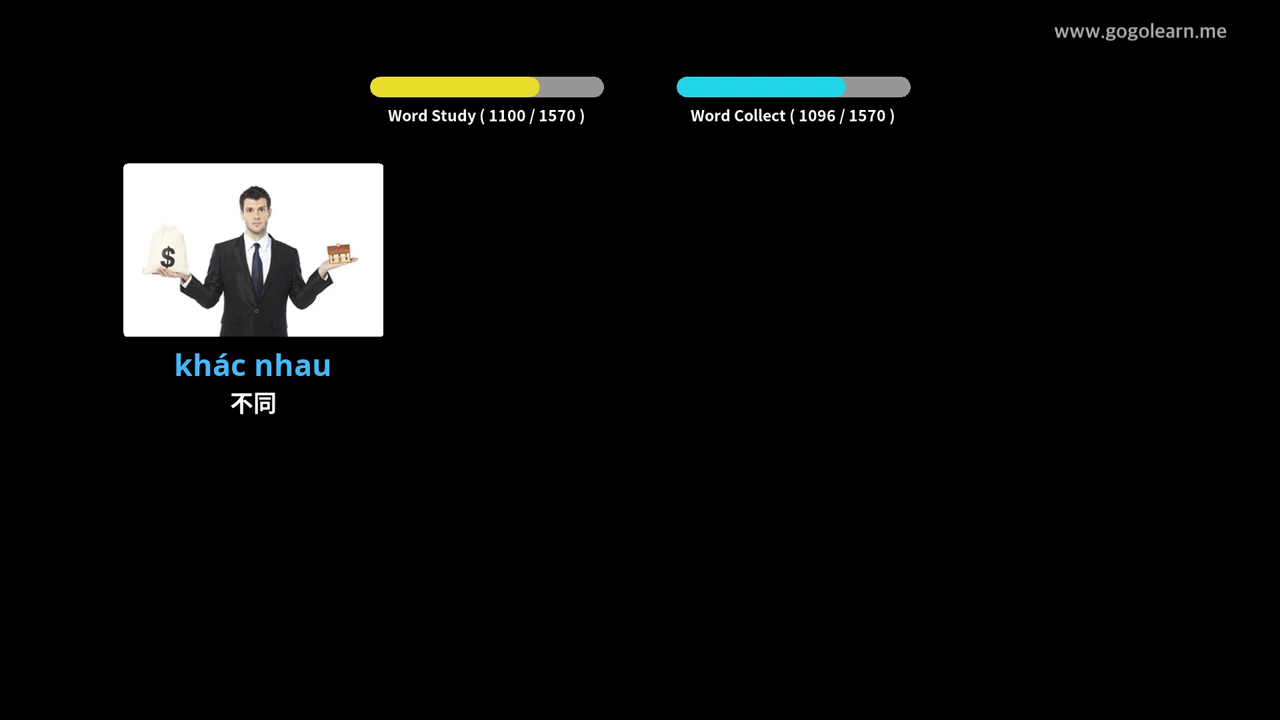 www.gogolearn.me
Word Study ( 1100 / 1570 )
Word Collect ( 1096 / 1570 )
$
khác nhau
不同